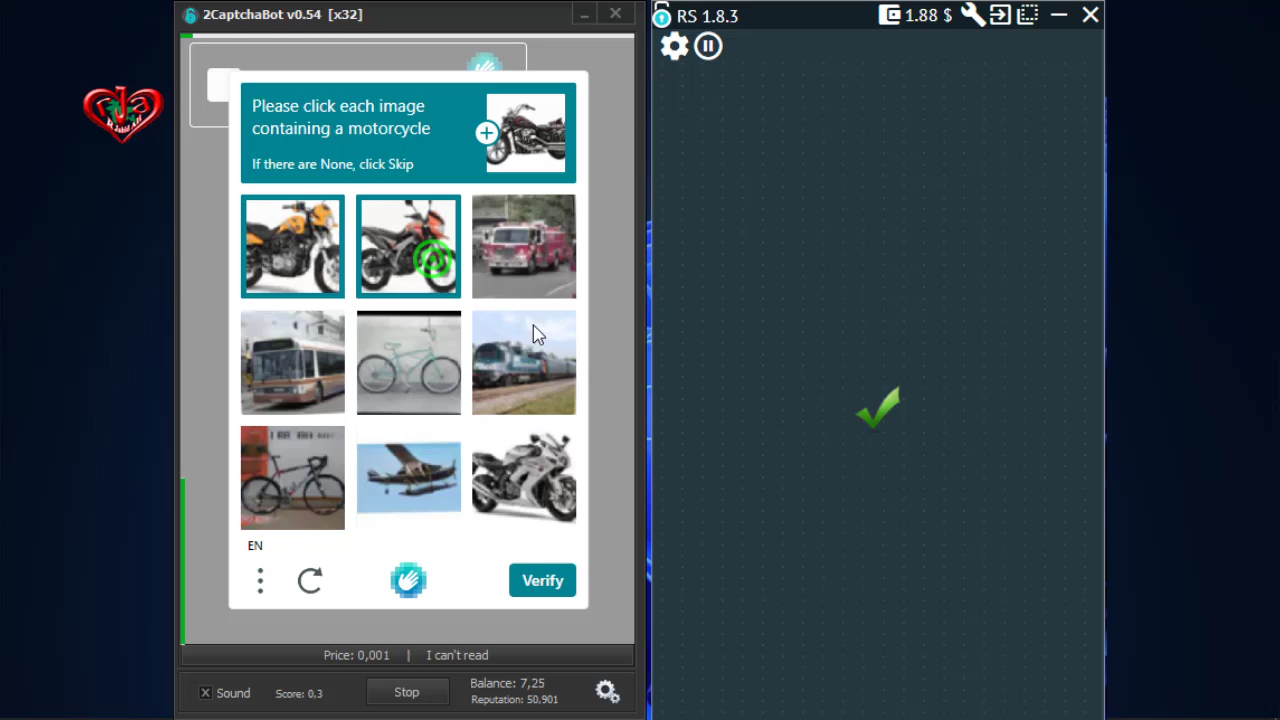 2CaptchaBot v0.54 [x32]
Please click each image
containing a motorcycle
If there are None, click Skip
EN
Verify
Price: 0,001 | I can't read
Sound
Score: 0,3
Stop
Balance: 7,25
Reputation: 50,901
RS 1.8.3
1.88 $